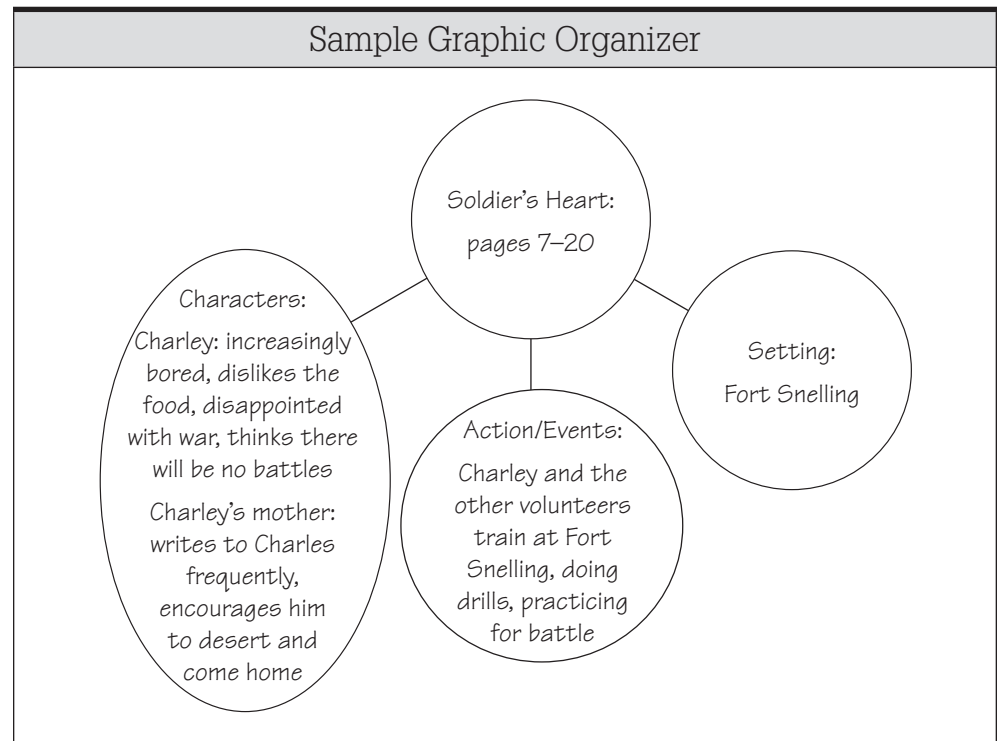 Sample Graphic Organizer
Soldier's Heart:
pages 7–20
Characters:
Charley: increasingly
bored, dislikes the
food, disappointed
with war, thinks there
will be no battles
Charley's mother:
writes to Charles
frequently,
encourages him
to desert and
come home
Action/Events:
Charley and the
other volunteers
train at Fort
Snelling, doing
drills, practicing
for battle
Setting:
Fort Snelling